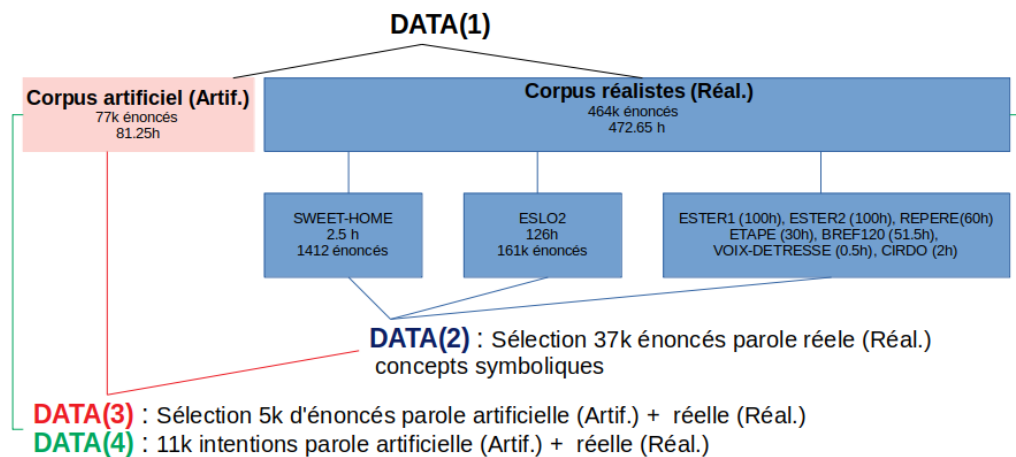 DATA(1)
Corpus artificiel (Artif.)
77k énoncés
81.25h
Corpus réalistes (Réal.)
464k énoncés
472.65 h
SWEET-HOME
2.5 h
1412 énoncés
ESLO2
126h
161k énoncés
ESTER1 (100h), ESTER2 (100h), REPERE(60h)
ETAPE (30h), BREF120 (51.5h),
VOIX-DETRESSE (0.5h), CIRDO (2h)
DATA(2) : Sélection 37k énoncés parole réele (Réal.)
concepts symboliques
DATA(3) : Sélection 5k d'énoncés parole artificielle (Artif.) + réelle (Réal.)
DATA(4) : 11k intentions parole artificielle (Artif.) + réelle (Réal.)